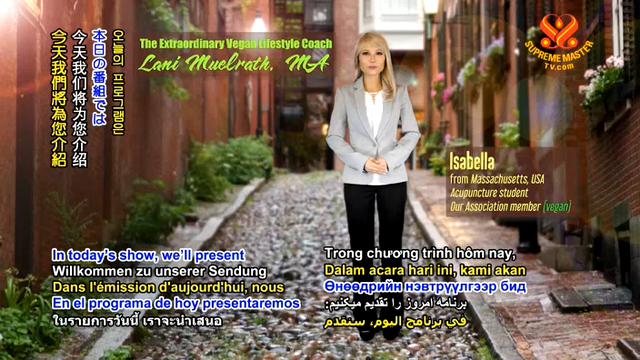 The Extraordinary Vegan Lifestyle Coach
Lani Muelrath, MA
SUPREME MASTER
TV.com
오늘의 프로그램은
本日の番組では
今天我们将为您介绍
今天我們將為您介紹
Isabella
from Massachusetts, USA
Acupuncture student
Our Association member (vegan)
In today's show, we'll present
Willkommen zu unserer Sendung
Dans l'émission d'aujourd'hui, nous
En el programa de hoy presentaremos
ในรายการวันนี้ เราจะนำเสนอ
Trong chương trình hôm nay,
Dalam acara hari ini, kami akan
Өнөөдрийн нэвтрүүлгээр бид
برنامه امروز را تقدیم میکنیم:
في برنامج اليوم، سنقدم